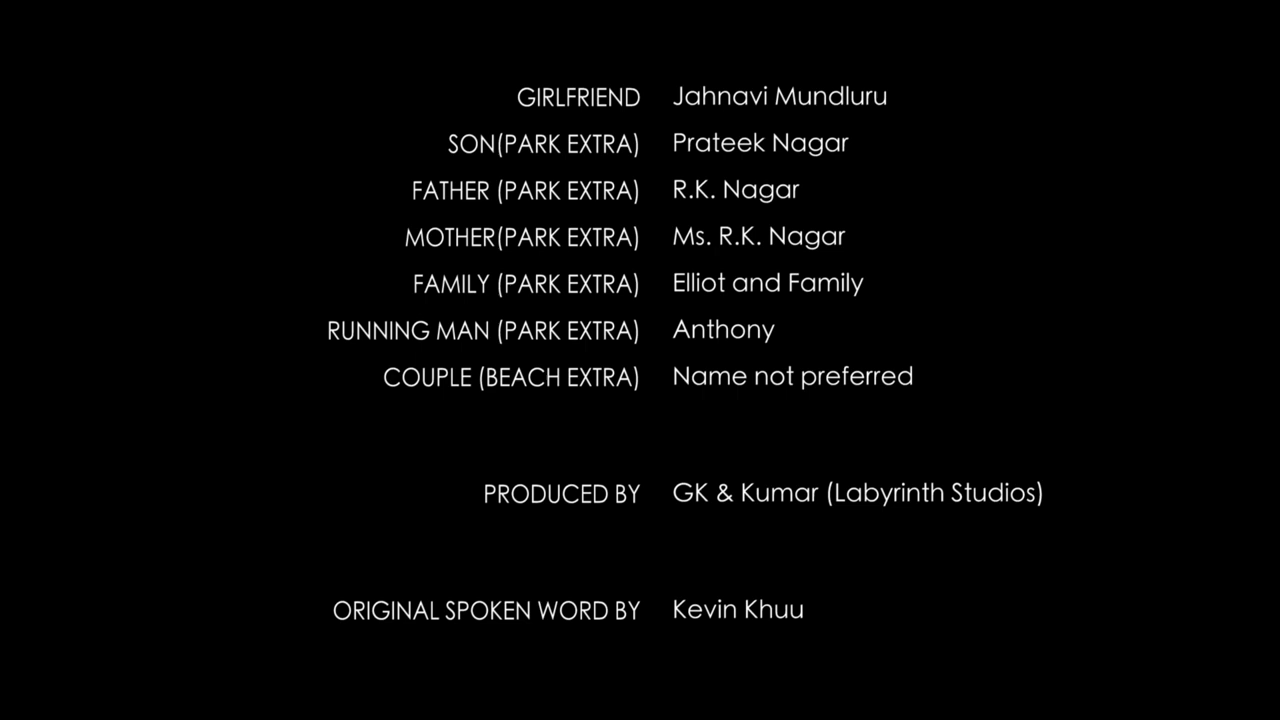 GIRLFRIEND Jahnavi Mundluru
SON(PARK EXTRA) Prateek Nagar
FATHER (PARK EXTRA) R.K. Nagar
MOTHER(PARK EXTRA) Ms. R.K. Nagar
FAMILY (PARK EXTRA) Elliot and Family
RUNNING MAN (PARK EXTRA) Anthony
COUPLE (BEACH EXTRA) Name not preferred
PRODUCED BY GK & Kumar (Labyrinth Studios)
ORIGINAL SPOKEN WORD BY Kevin Khuu